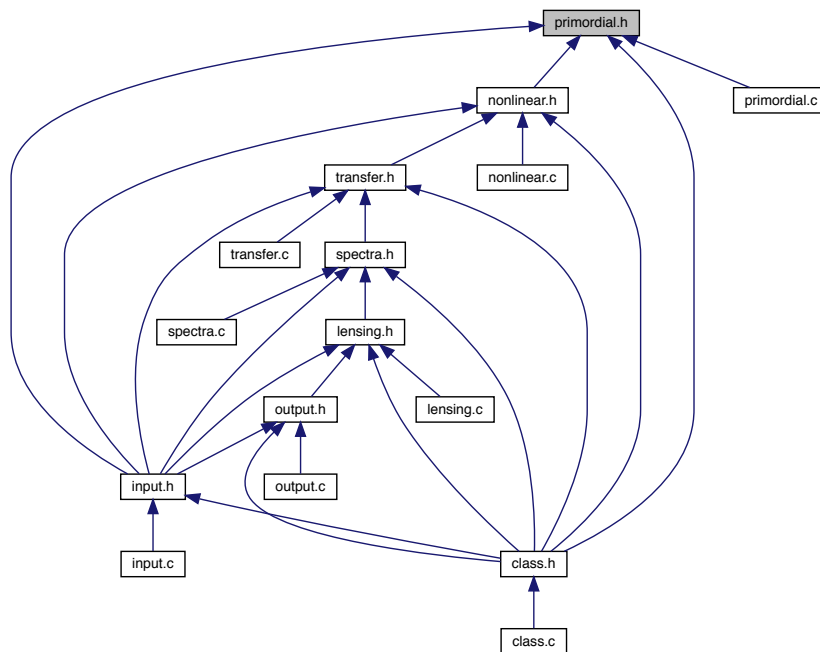 primordial.h
nonlinear.h
primordial.c
transfer.h
nonlinear.c
transfer.c
spectra.h
spectra.c
lensing.h
output.h
lensing.c
input.h
output.c
input.c
class.h
class.c